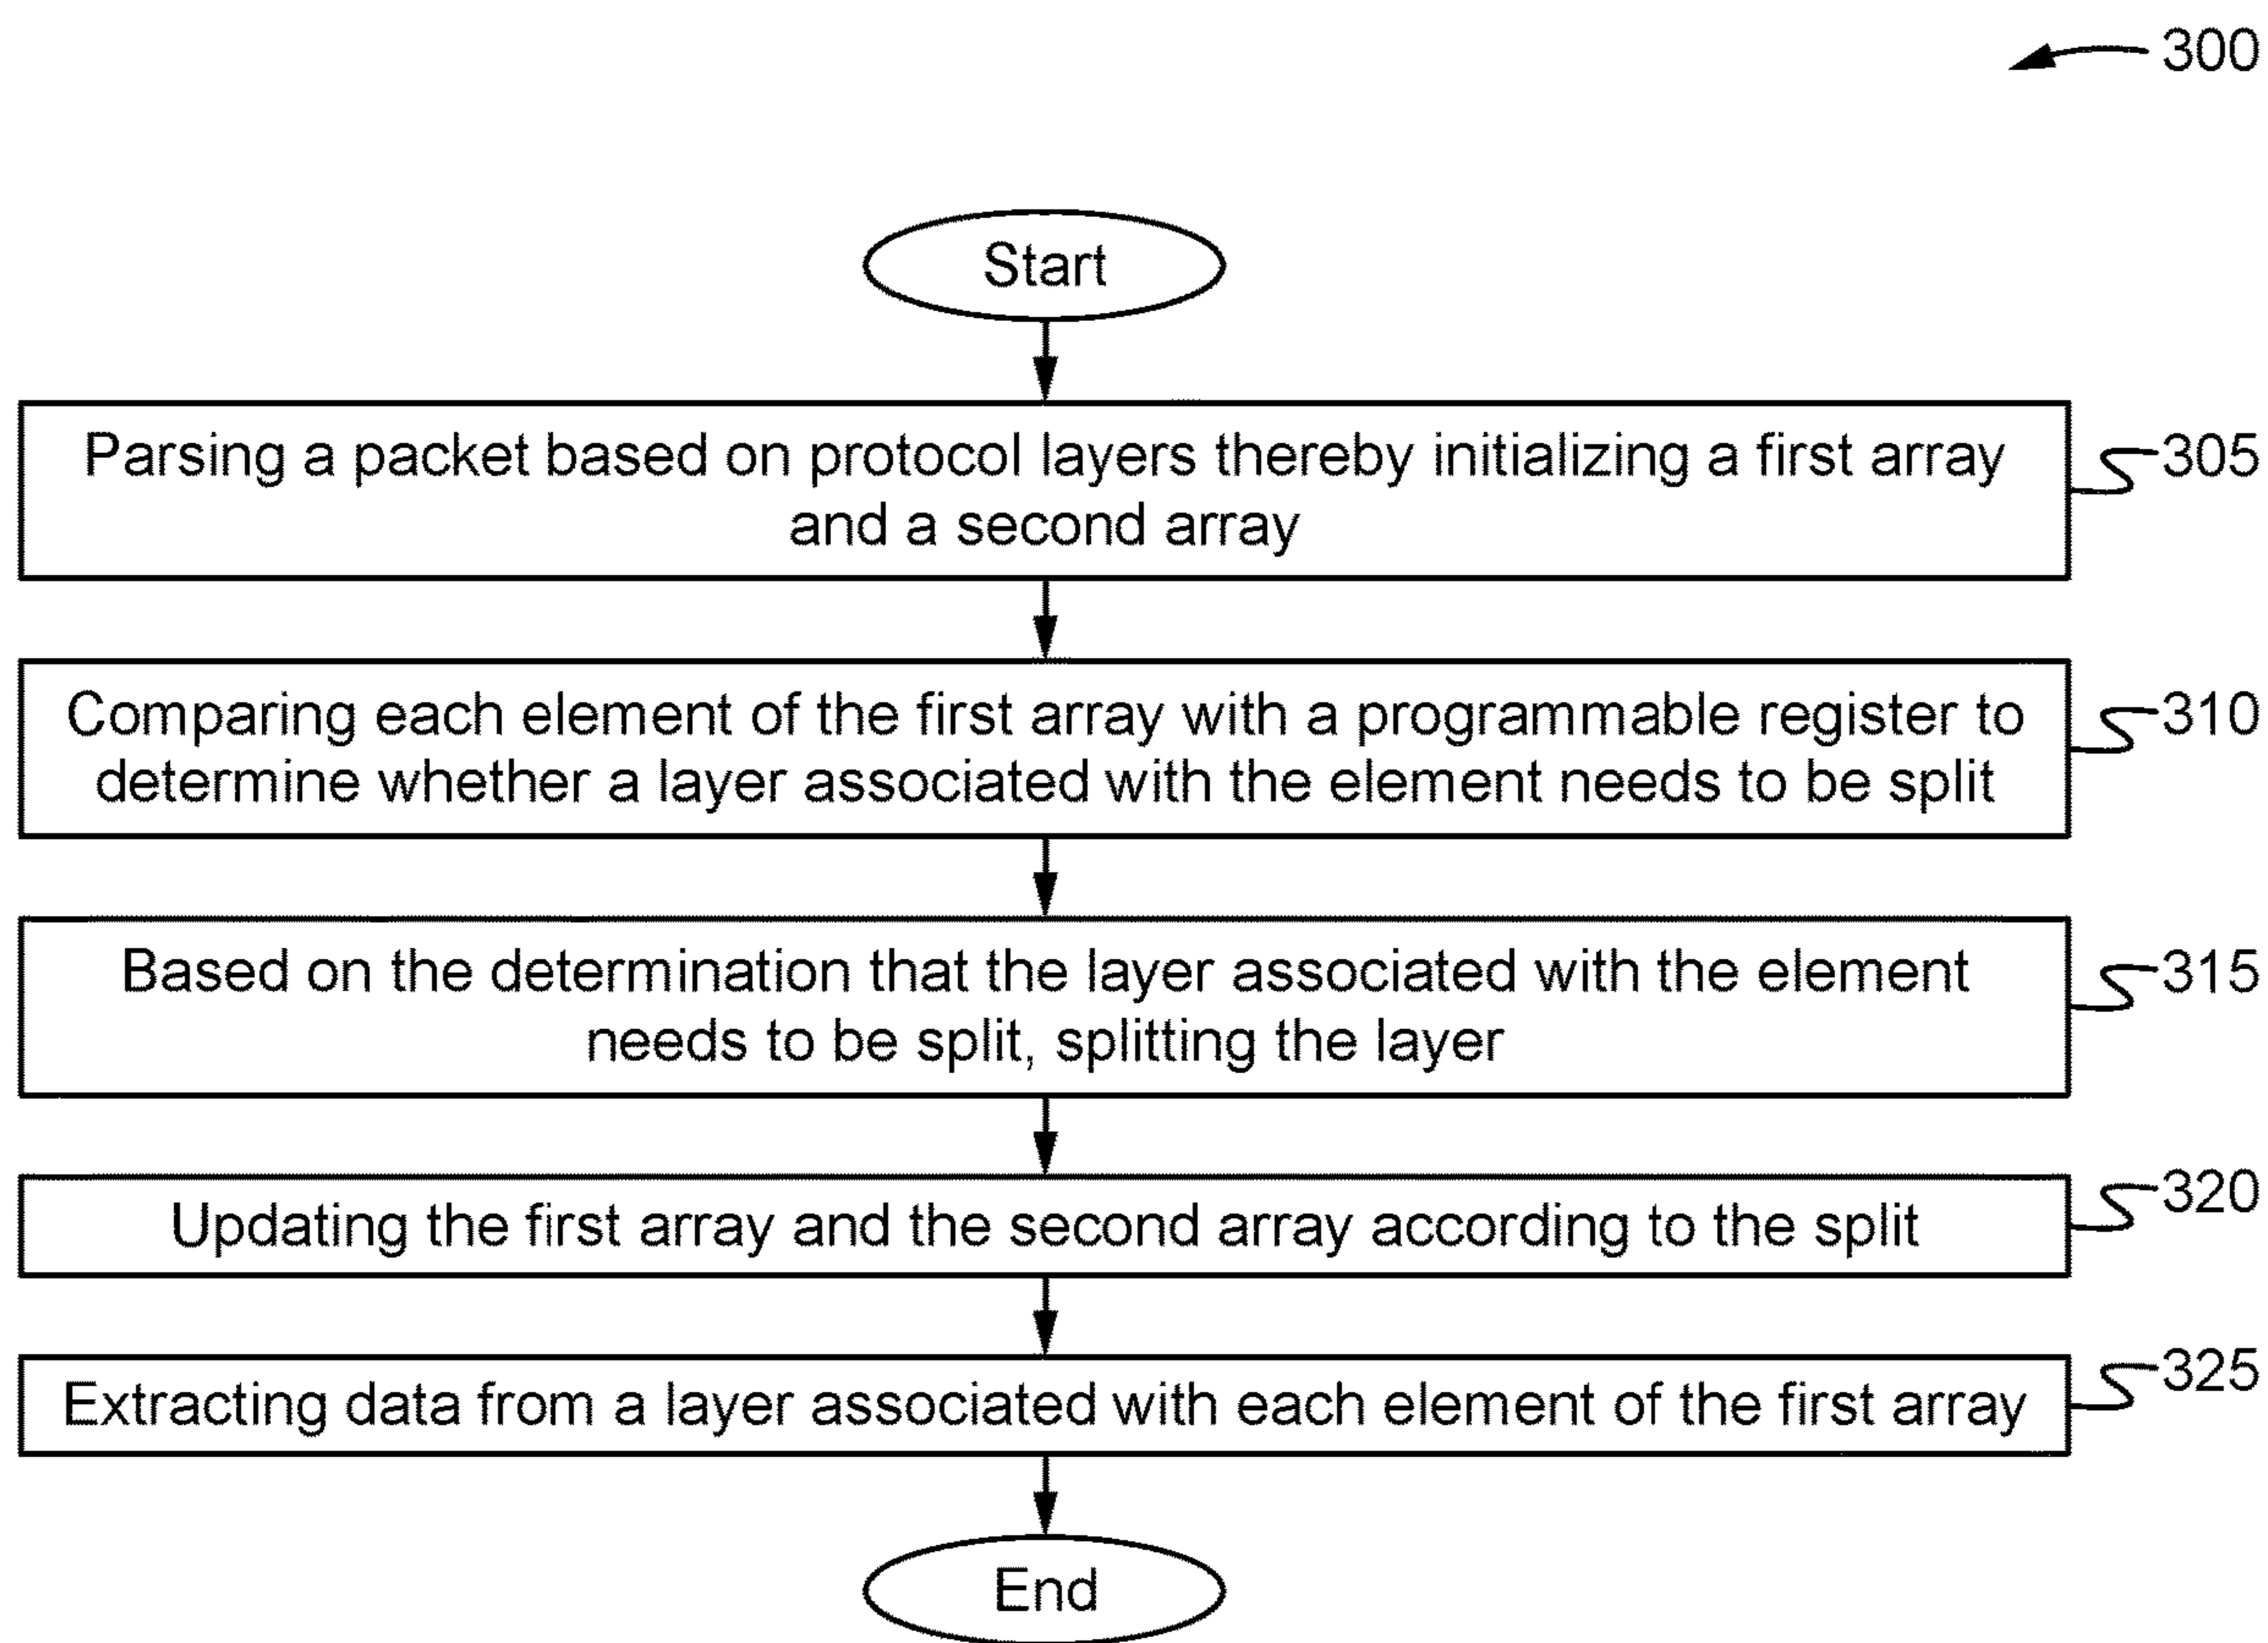 300
Start
Parsing a packet based on protocol layers thereby initializing a first array
and a second array
305
Comparing each element of the first array with a programmable register to
determine whether a layer associated with the element needs to be split
310
Based on the determination that the layer associated with the element
needs to be split, splitting the layer
315
Updating the first array and the second array according to the split
320
Extracting data from a layer associated with each element of the first array
325
End